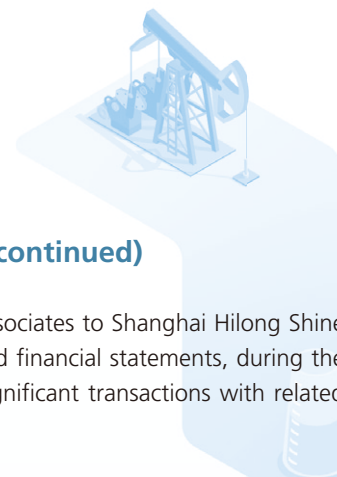 continued)
sociates to Shanghai Hilong Shine
d financial statements, during the
gnificant transactions with related